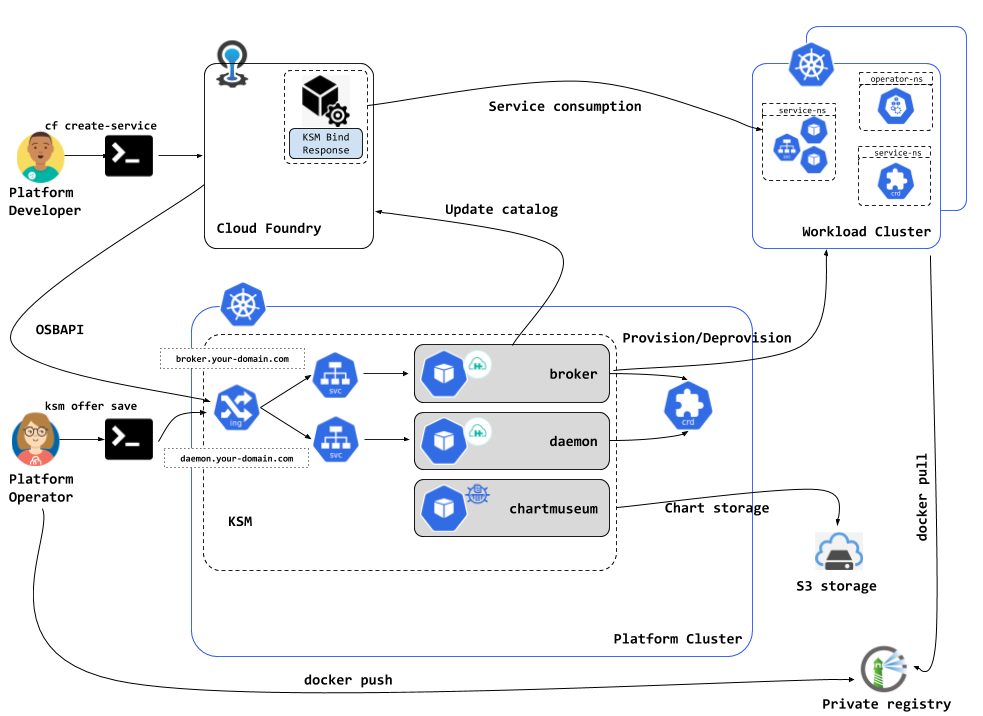 cf create-service
Platform
Developer
KSM Bind
Response
Cloud Foundry
Service consumption
service-ns
svc
operator-ns
service-ns
crd
Workload Cluster
Update catalog
OSBAPI
Provision/Deprovision
broker.your-domain.com
svc
broker
ksm offer save
ing
crd
svc
daemon
daemon.your-domain.com
Platform
Operator
KSM
chartmuseum
Chart storage
docker pull
S3 storage
Platform Cluster
docker push
Private registry